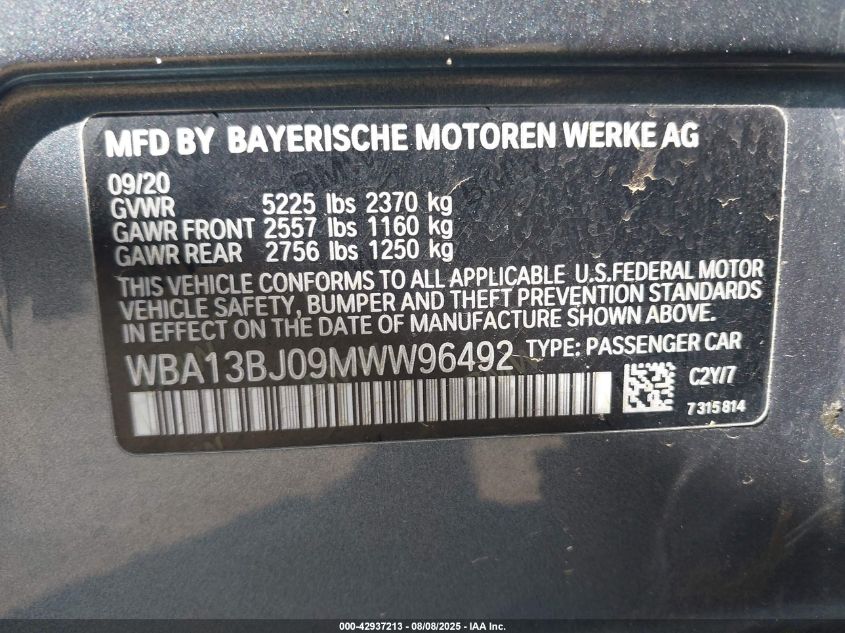 MFD BY BAYERISCHE MOTOREN WERKE AG
09/20
GVWR 5225 lbs 2370 kg
GAWR FRONT 2557 lbs 1160 kg
GAWR REAR 2756 lbs 1250 kg
THIS VEHICLE CONFORMS TO ALL APPLICABLE U.S.FEDERAL MOTOR
VEHICLE SAFETY, BUMPER AND THEFT PREVENTION STANDARDS
IN EFFECT ON THE DATE OF MANUFACTURE SHOWN ABOVE.
WBA13BJ09MWW96492 TYPE: PASSENGER CAR
C2Y/7
7315814
000-42937213 - 08/08/2025 - IAA Inc.